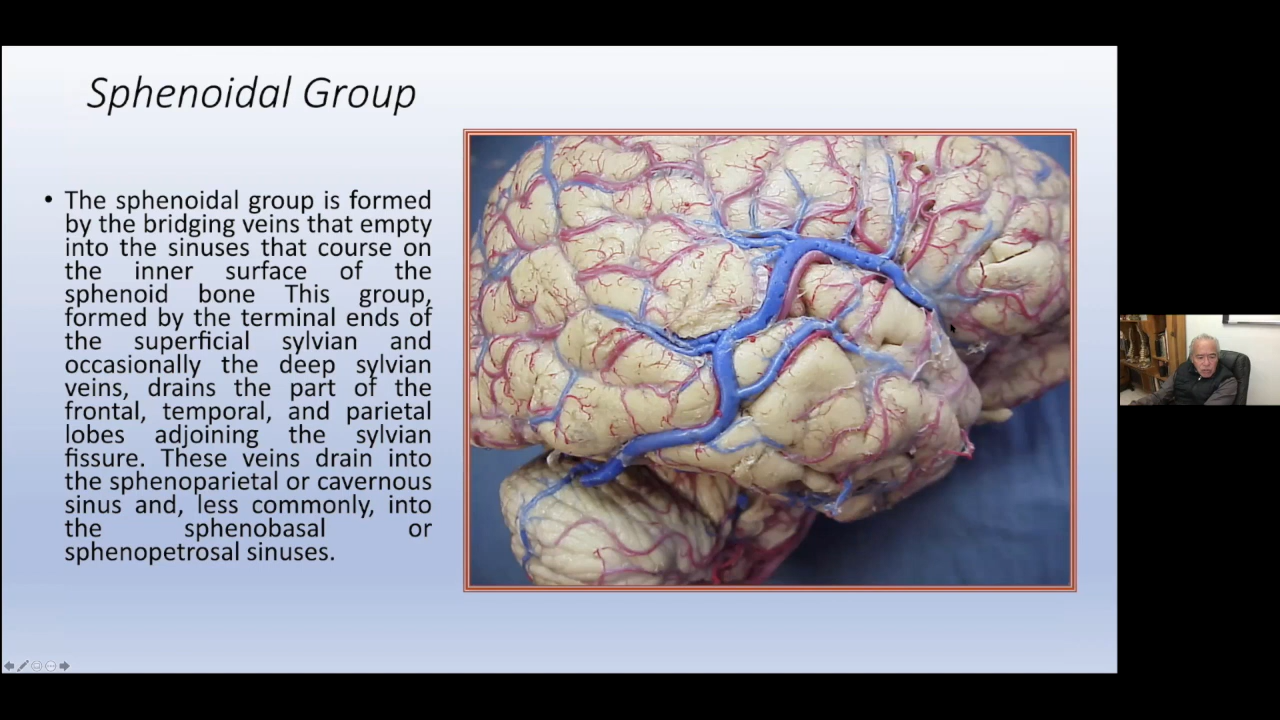 Sphenoidal Group
• The sphenoidal group is formed
by the bridging veins that empty
into the sinuses that course on
the inner surface of the
sphenoid bone This group,
formed by the terminal ends of
the superficial sylvian and
occasionally the deep sylvian
veins, drains the part of the
frontal, temporal, and parietal
lobes adjoining the sylvian
fissure. These veins drain into
the sphenoparietal or cavernous
sinus and, less commonly, into
the sphenobasal or
sphenopetrosal sinuses.